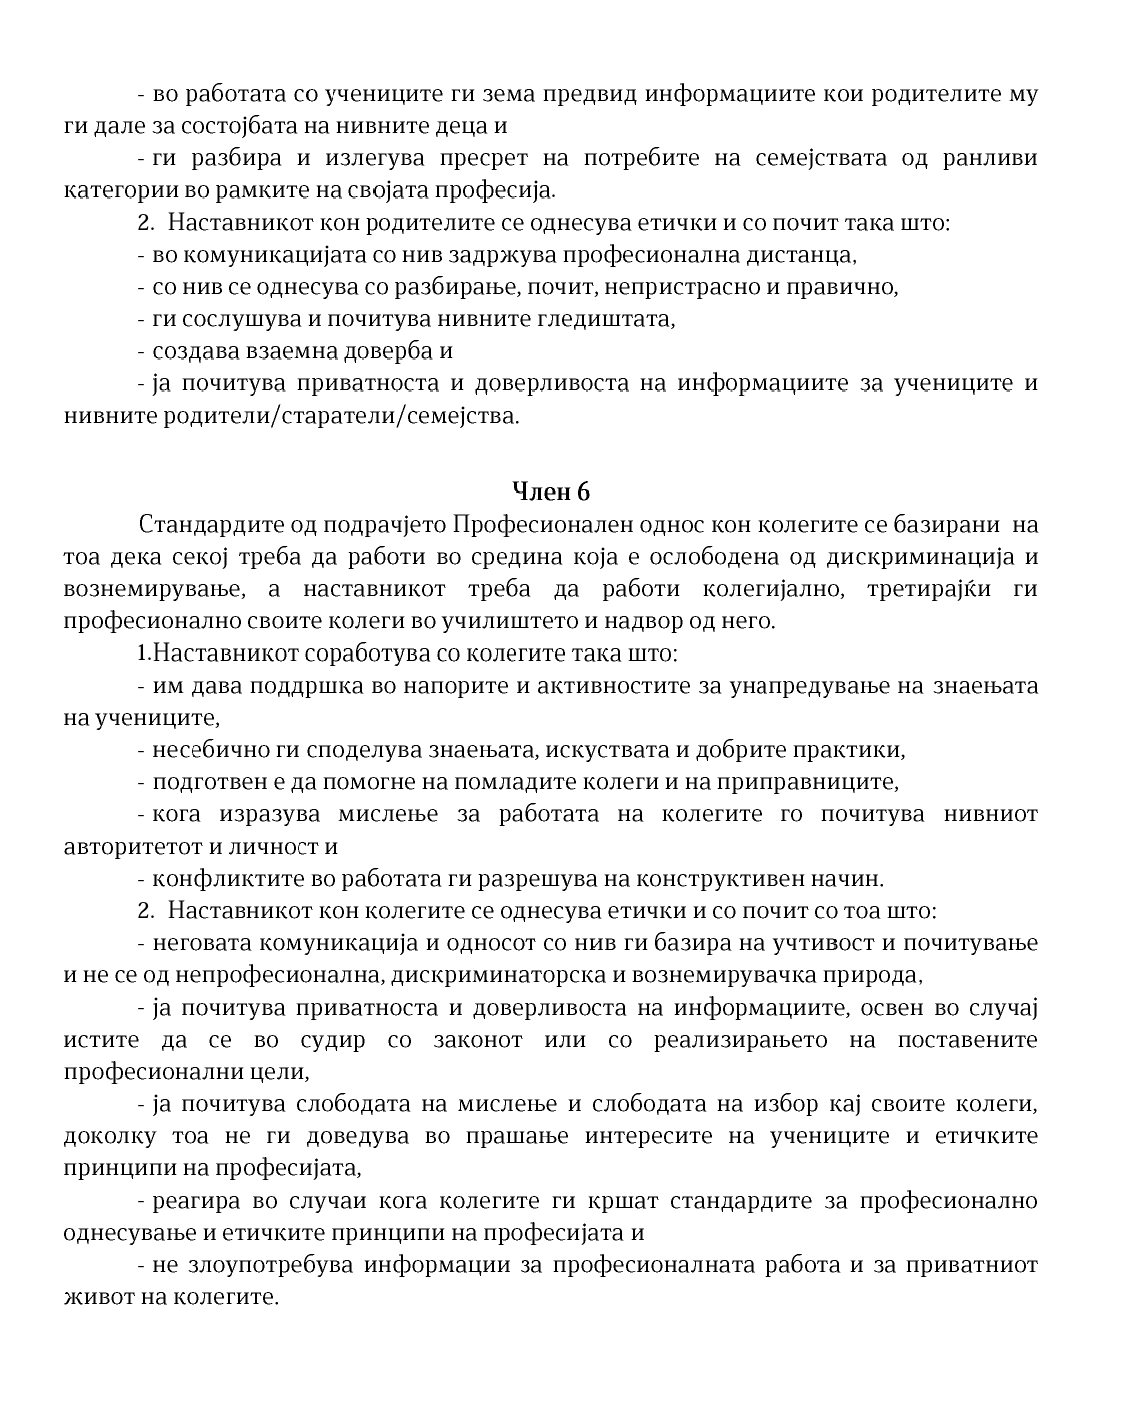 - во работата со учениците ги зема предвид информациите кои родителите му
ги дале за состојбата на нивните деца и
- ги разбира и излегува пресрет на потребите на семејствата од ранливи
категории во рамките на својата професија.
2. Наставникот кон родителите се однесува етички и со почит така што:
- во комуникацијата со нив задржува професионална дистанца,
- со нив се однесува со разбирање, почит, непристрасно и правично,
- ги сослушува и почитува нивните гледиштата,
- создава взаемна доверба и
- ја почитува приватноста и доверливоста на информациите за учениците и
нивните родители/старатели/семејства.
Член 6
Стандардите од подрачјето Професионален однос кон колегите се базирани на
тоа дека секој треба да работи во средина која е ослободена од дискриминација и
вознемирување, а наставникот треба да работи колегијално, третирајќи ги
професионално своите колеги во училиштето и надвор од него.
1.Наставникот соработува со колегите така што:
- им дава поддршка во напорите и активностите за унапредување на знаењата
на учениците,
- несебично ги споделува знаењата, искуствата и добрите практики,
- подготвен е да помогне на помладите колеги и на приправниците,
- кога изразува мислење за работата на колегите го почитува нивниот
авторитетот и личност и
- конфликтите во работата ги разрешува на конструктивен начин.
2. Наставникот кон колегите се однесува етички и со почит со тоа што:
- неговата комуникација и односот со нив ги базира на учтивост и почитување
и не се од непрофесионална, дискриминаторска и вознемирувачка природа,
- ја почитува приватноста и доверливоста на информациите, освен во случај
истите да се во судир со законот или со реализирањето на поставените
професионални цели,
- ја почитува слободата на мислење и слободата на избор кај своите колеги,
доколку тоа не ги доведува во прашање интересите на учениците и етичките
принципи на професијата,
- реагира во случаи кога колегите ги кршат стандардите за професионално
однесување и етичките принципи на професијата и
- не злоупотребува информации за професионалната работа и за приватниот
живот на колегите.